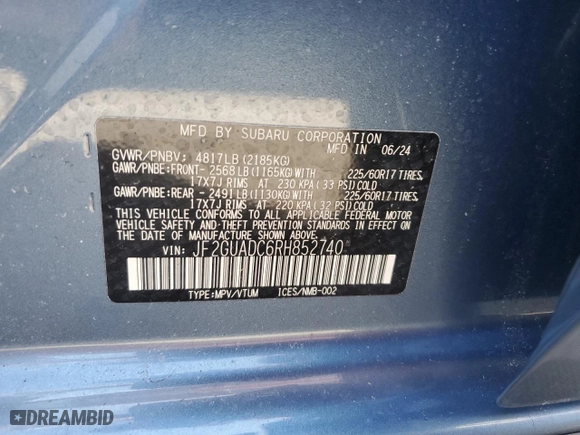 MFD BY SUBARU CORPORATION
GVWR/PNBV: 4817LB(2185KG) MFD IN 06/24
GAWR/PNBE:FRONT- 2568LB(1165KG)WITH 225/60R17 TIRES,
17X7J RIMS AT 230 KPA(33 PSI)COLD
GAWR/PNBE:REAR -2491LB(1130KG)WITH 225/60R17 TIRES,
17X7J RIMS AT 220 KPA(32 PSI)COLD
THIS VEHICLE CONFORMS TO ALL APPLICABLE FEDERAL MOTOR
VEHICLE SAFETY, BUMPER, AND THEFT PREVENTION
STANDARDS IN EFFECT ON THE DATE OF MANUFACTURE
SHOWN ABOVE.
VIN: JF2GUADC6RH852740
TYPE:MPV/VTUM ICES/NMB-002
DREAMBID